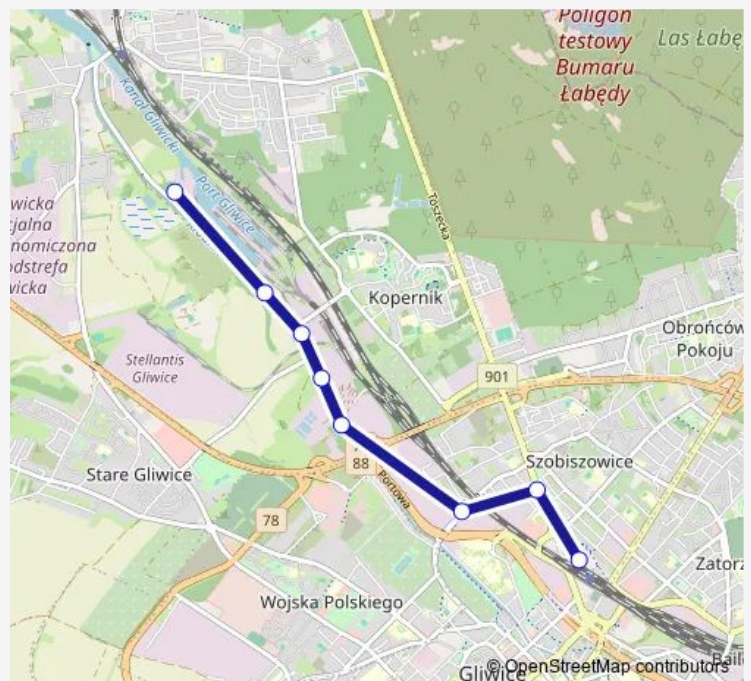 Poligon
testowy
Bumaru
Łabędy
Las Łabę
Kanał Gliwicki
Port Gliwice
Toszecka
wicka
cjalna
nomiczona
odstrefa
wicka
Kopernik
Obrońców
Pokoju
Stellantis
Gliwice
901
Stare Gliwice
88
Portowa
Szobiszowice
78
Zatorz
Wojska Polskiego
Gliwice
© OpenStreetMap contributors